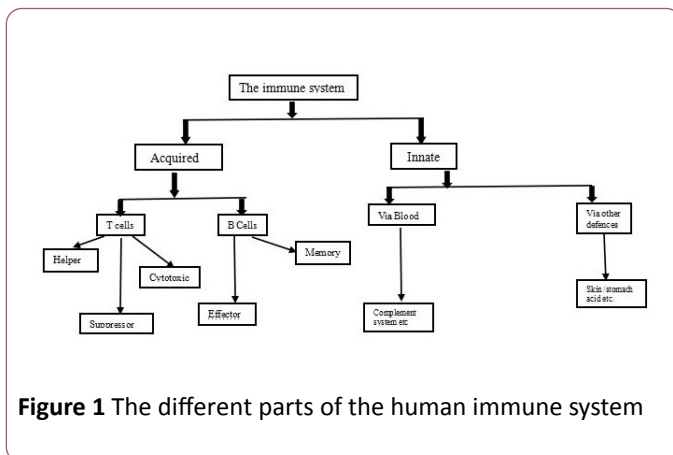 The immune system
Acquired
Innate
T cells
B Cells
Via Blood
Via other
defences
Helper
Cytotoxic
Memory
Suppressor
Effector
Complement
system etc
Skin/stomach
acid etc.
Figure 1 The different parts of the human immune system